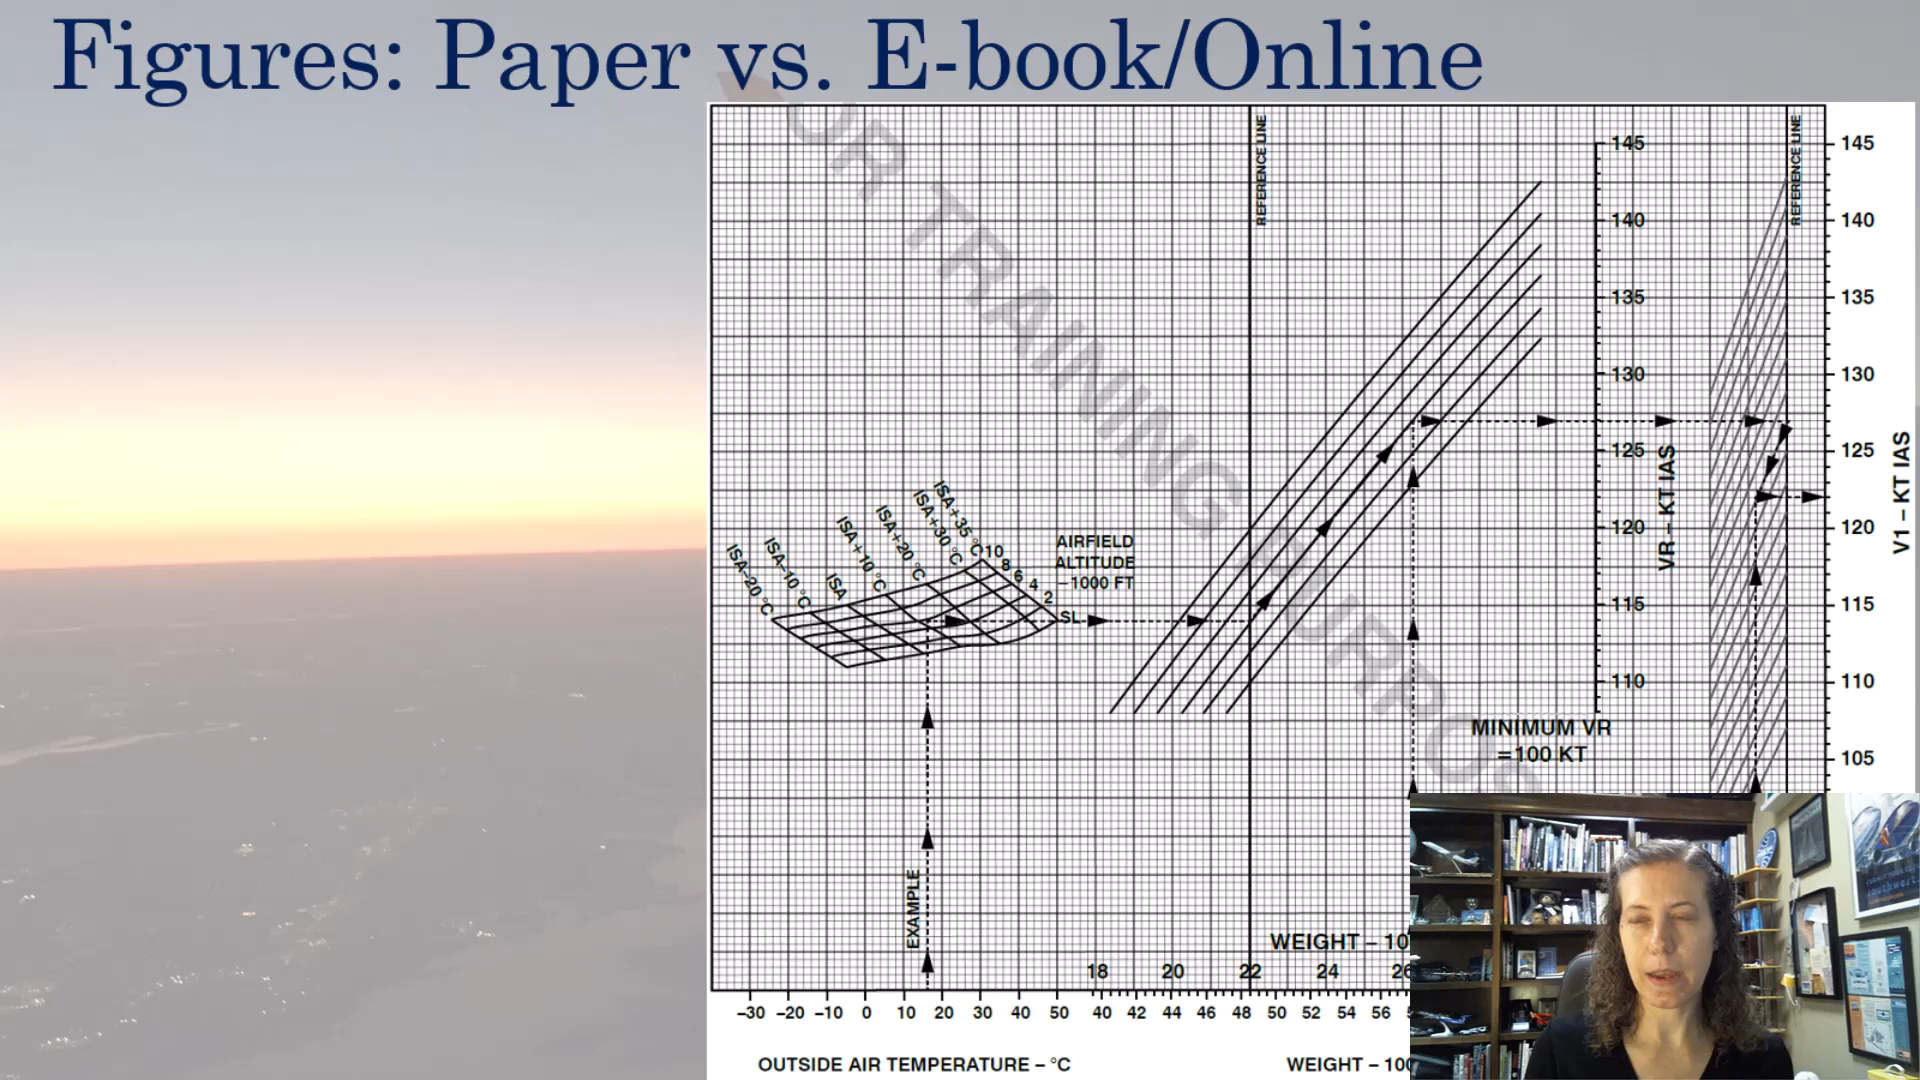 Figures: Paper vs. E-book/Online
OR TRAINING PURPOS
REFERENCE LINE
REFERENCE LINE
145
140
135
130
125
120
115
110
VR – KT IAS
145
140
135
130
125
120
115
110
105
V1 – KT IAS
ISA–20 °C
ISA–10 °C
ISA
ISA+10 °C
ISA+20 °C
ISA+30 °C
ISA+35 °C
10
8
6
4
2
SL
AIRFIELD
ALTITUDE
–1000 FT
MINIMUM VR
=100 KT
EXAMPLE
WEIGHT – 10
18 20 22 24 26
–30 –20 –10 0 10 20 30 40 50 40 42 44 46 48 52 54 56
OUTSIDE AIR TEMPERATURE – °C
WEIGHT – 100